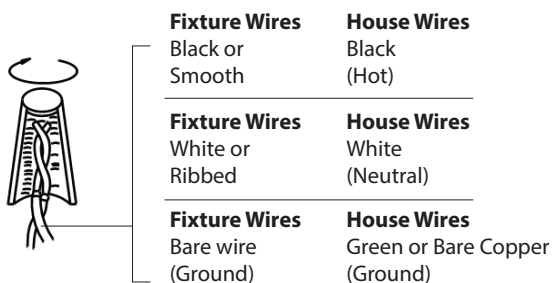 Fixture Wires House Wires
Black or Black
Smooth (Hot)
Fixture Wires House Wires
White or White
Ribbed (Neutral)
Fixture Wires House Wires
Bare wire Green or Bare Copper
(Ground) (Ground)